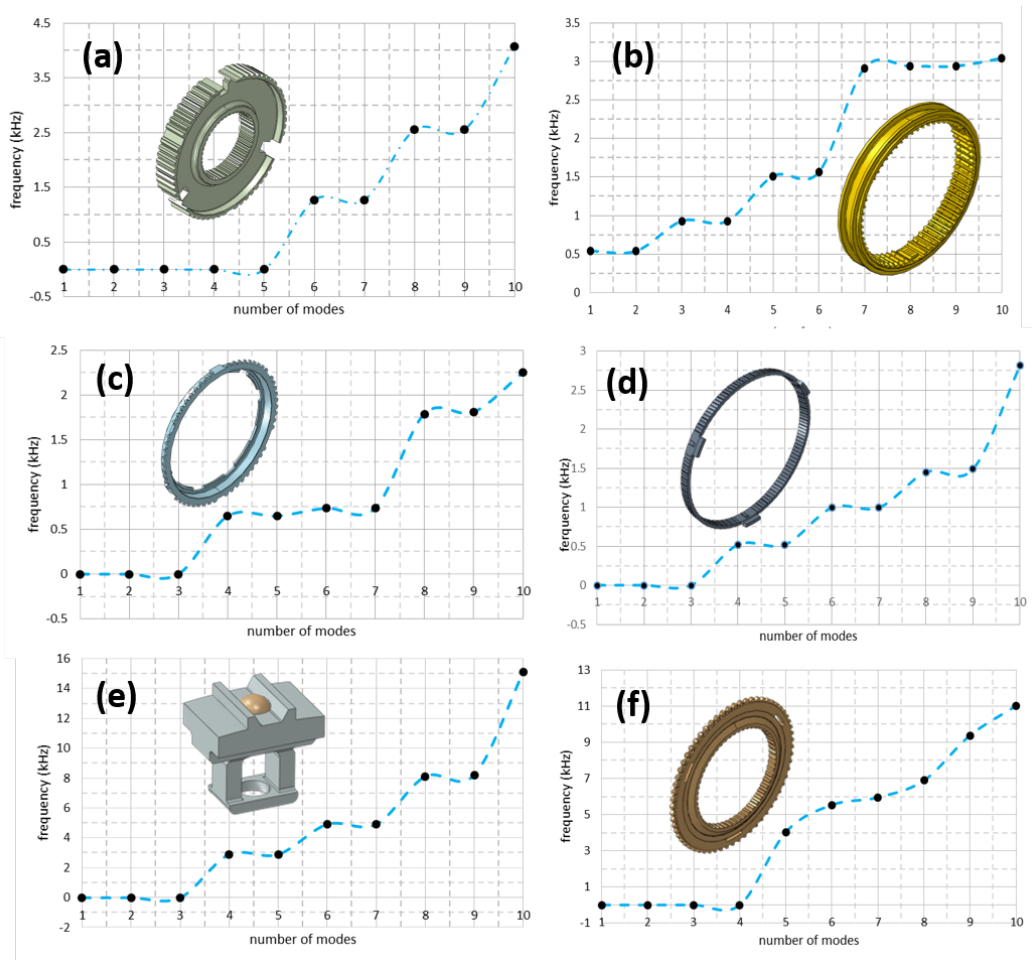 (a)
frequency (kHz)
4.5
3.5
2.5
1.5
0.5
-0.5
1 2 3 4 5 6 7 8 9 10
number of modes
(b)
frequency (kHz)
3.5
3
2.5
2
1.5
1
0.5
0
1 2 3 4 5 6 7 8 9 10
(c)
frequency (kHz)
2.5
2
1.5
1
0.5
0
-0.5
1 2 3 4 5 6 7 8 9 10
number of modes
(d)
ferquency (kHz)
3
2.5
2
1.5
1
0.5
0
-0.5
1 2 3 4 5 6 7 8 9 10
number of modes
(e)
frequency (kHz)
16
14
12
10
8
6
4
2
0
-2
1 2 3 4 5 6 7 8 9 10
number of modes
(f)
frequency (kHz)
13
11
9
7
5
3
1
-1
1 2 3 4 5 6 7 8 9 10
number of modes